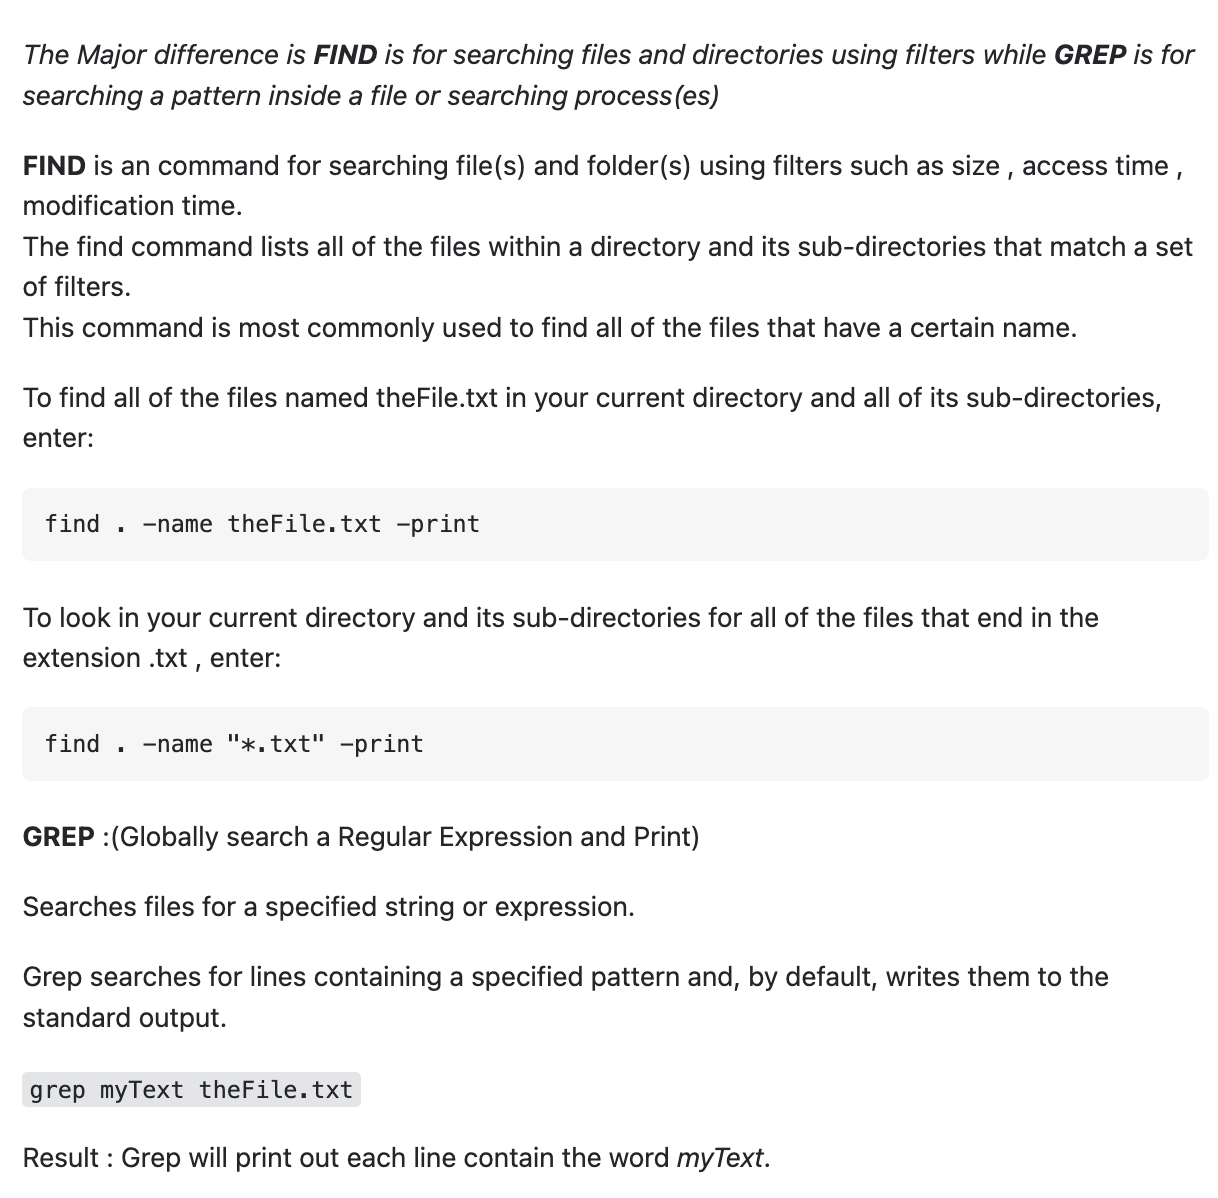 The Major difference is FIND is for searching files and directories using filters while GREP is for
searching a pattern inside a file or searching process(es)
FIND is an command for searching file(s) and folder(s) using filters such as size , access time ,
modification time.
The find command lists all of the files within a directory and its sub-directories that match a set
of filters.
This command is most commonly used to find all of the files that have a certain name.
To find all of the files named theFile.txt in your current directory and all of its sub-directories,
enter:
find . -name theFile.txt -print
To look in your current directory and its sub-directories for all of the files that end in the
extension .txt , enter:
find . -name "*.txt" -print
GREP :(Globally search a Regular Expression and Print)
Searches files for a specified string or expression.
Grep searches for lines containing a specified pattern and, by default, writes them to the
standard output.
grep myText theFile.txt
Result : Grep will print out each line contain the word myText.